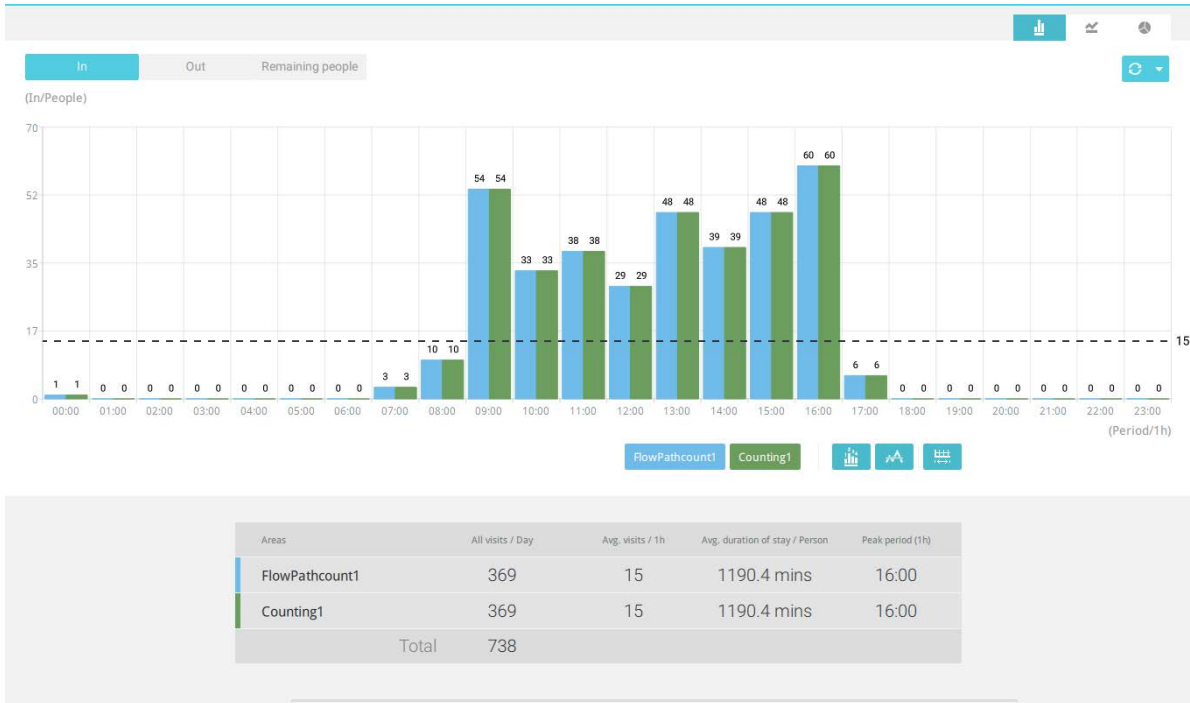 In Out Remaining people
(In/People)
70
60 60
54 54
52
48 48 48 48
39 39
38 38
35
33 33
29 29
17
15
10 10
6 6
3 3
1 1 0 0 0 0 0 0 0 0 0 0 0 0 0 0 0 0 0 0 0 0 0 0 0 0
0
00:00 01:00 02:00 03:00 04:00 05:00 06:00 07:00 08:00 09:00 10:00 11:00 12:00 13:00 14:00 15:00 16:00 17:00 18:00 19:00 20:00 21:00 22:00 23:00
(Period/1h)
FlowPathcount1 Counting1
Areas All visits / Day Avg. visits / 1h Avg. duration of stay / Person Peak period (1h)
FlowPathcount1 369 15 1190.4 mins 16:00
Counting1 369 15 1190.4 mins 16:00
Total 738